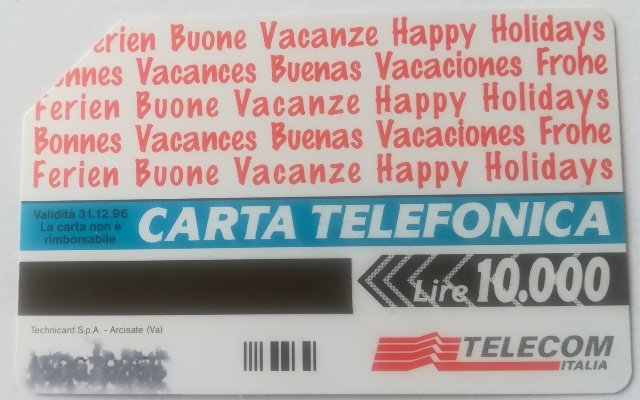 erien Buone Vacanze Happy Holidays
onnes Vacances Buenas Vacaciones Frohe
Ferien Buone Vacanze Happy Holidays
Bonnes Vacances Buenas Vacaciones Frohe
Ferien Buone Vacanze Happy Holidays
Validità 31.12.96
La carta non è
rimborsabile
CARTA TELEFONICA
Lire 10.000
Technicard S.p.A. - Arcisate (Va)
TELECOM
ITALIA